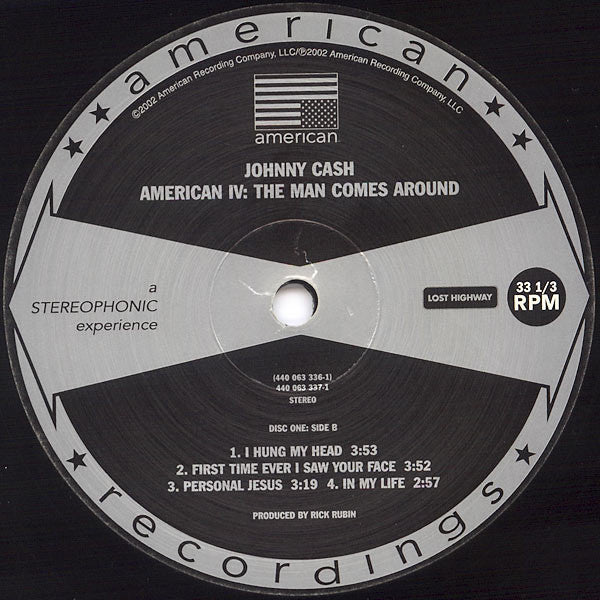 american
©2002 American Recording Company, LLC/℗2002 American Recording Company, LLC
american
JOHNNY CASH
AMERICAN IV: THE MAN COMES AROUND
a
STEREOPHONIC
experience
LOST HIGHWAY
33 1/3
RPM
(440 063 336-1)
440 063 337-1
STEREO
DISC ONE: SIDE B
1. I HUNG MY HEAD 3:53
2. FIRST TIME EVER I SAW YOUR FACE 3:52
3. PERSONAL JESUS 3:19 4. IN MY LIFE 2:57
PRODUCED BY RICK RUBIN
recordings